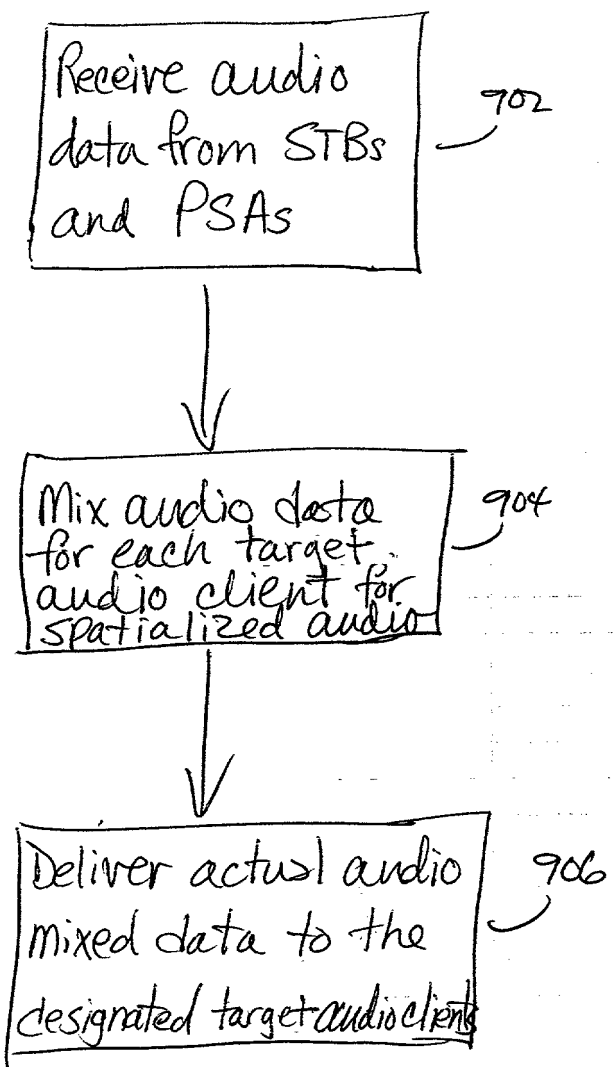 Receive audio
data from STBs
and PSAs
902
Mix audio data
for each target
audio client for
spatialized audio
904
Deliver actual audio
mixed data to the
designated target audio clients
906